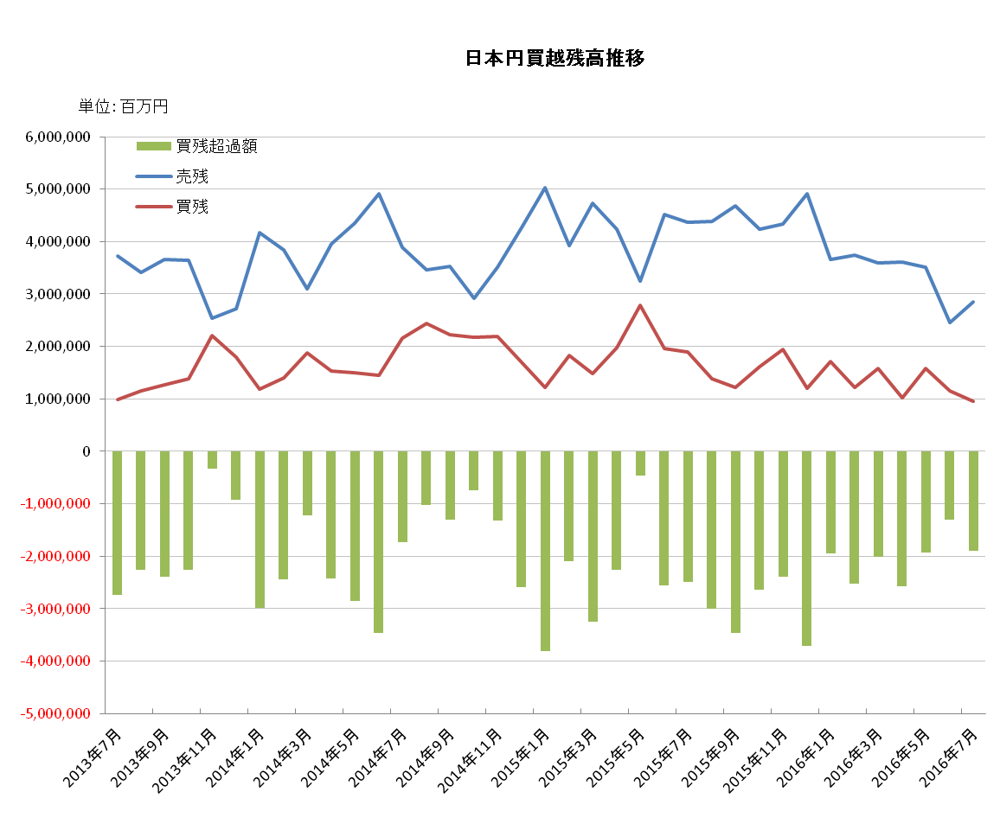 日本円買越残高推移
単位: 百万円
買残超過額
売残
買残
6,000,000
5,000,000
4,000,000
3,000,000
2,000,000
1,000,000
0
-1,000,000
-2,000,000
-3,000,000
-4,000,000
-5,000,000
2013年7月
2013年9月
2013年11月
2014年1月
2014年3月
2014年5月
2014年7月
2014年9月
2014年11月
2015年1月
2015年3月
2015年5月
2015年7月
2015年9月
2015年11月
2016年1月
2016年3月
2016年5月
2016年7月